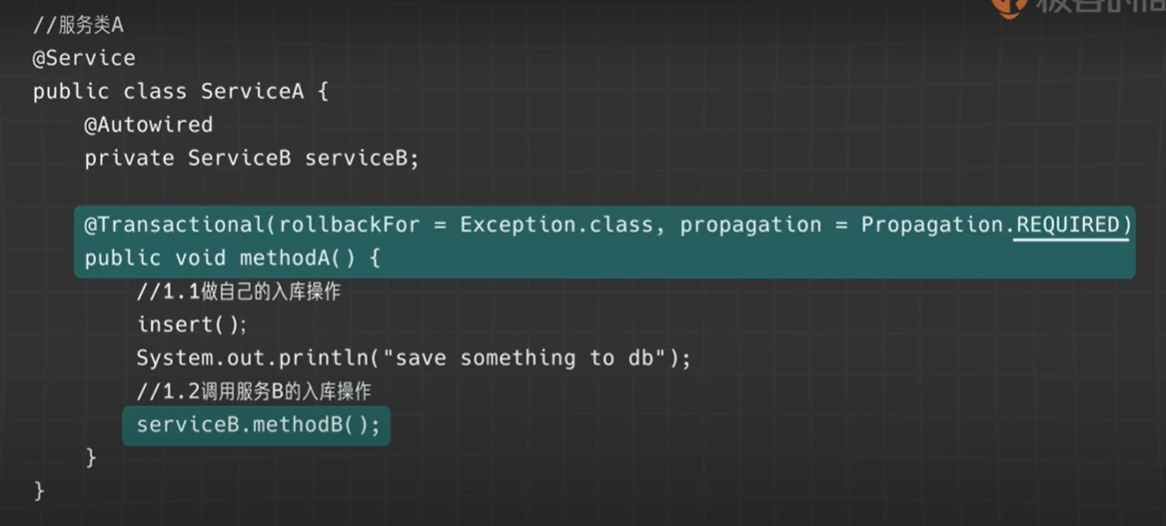 //服务类A
@Service
public class ServiceA {
@Autowired
private ServiceB serviceB;
@Transactional(rollbackFor = Exception.class, propagation = Propagation.REQUIRED)
public void methodA() {
//1.1做自己的入库操作
insert();
System.out.println("save something to db");
//1.2调用服务B的入库操作
serviceB.methodB();
}
}